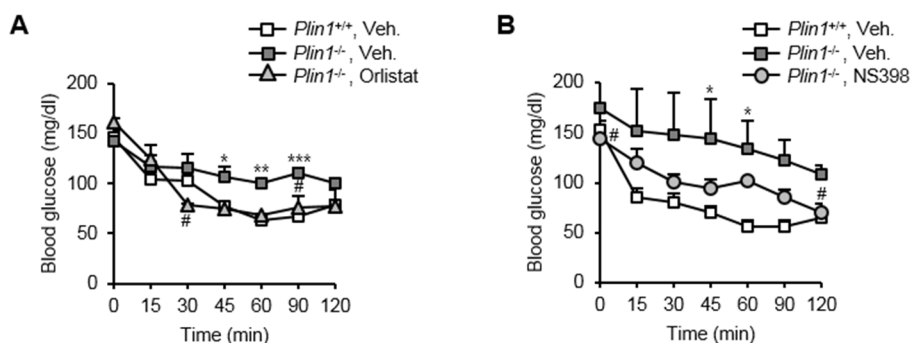 A
Plin1+/+, Veh.
Plin1-/-, Veh.
Plin1-/-, Orlistat
Blood glucose (mg/dl)
200
150
100
50
0
* ** ***
#
#
0 15 30 45 60 90 120
Time (min)
B
Plin1+/+, Veh.
Plin1-/-, Veh.
Plin1-/-, NS398
Blood glucose (mg/dl)
200
150
100
50
0
* *
#
#
0 15 30 45 60 90 120
Time (min)